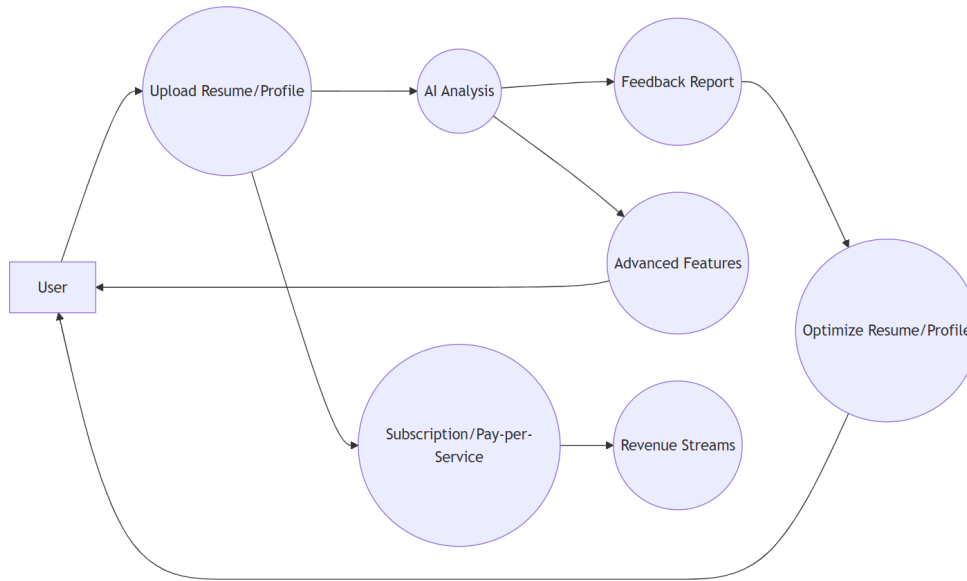 Upload Resume/Profile
AI Analysis
Feedback Report
Advanced Features
User
Optimize Resume/Profile
Subscription/Pay-per-
Service
Revenue Streams